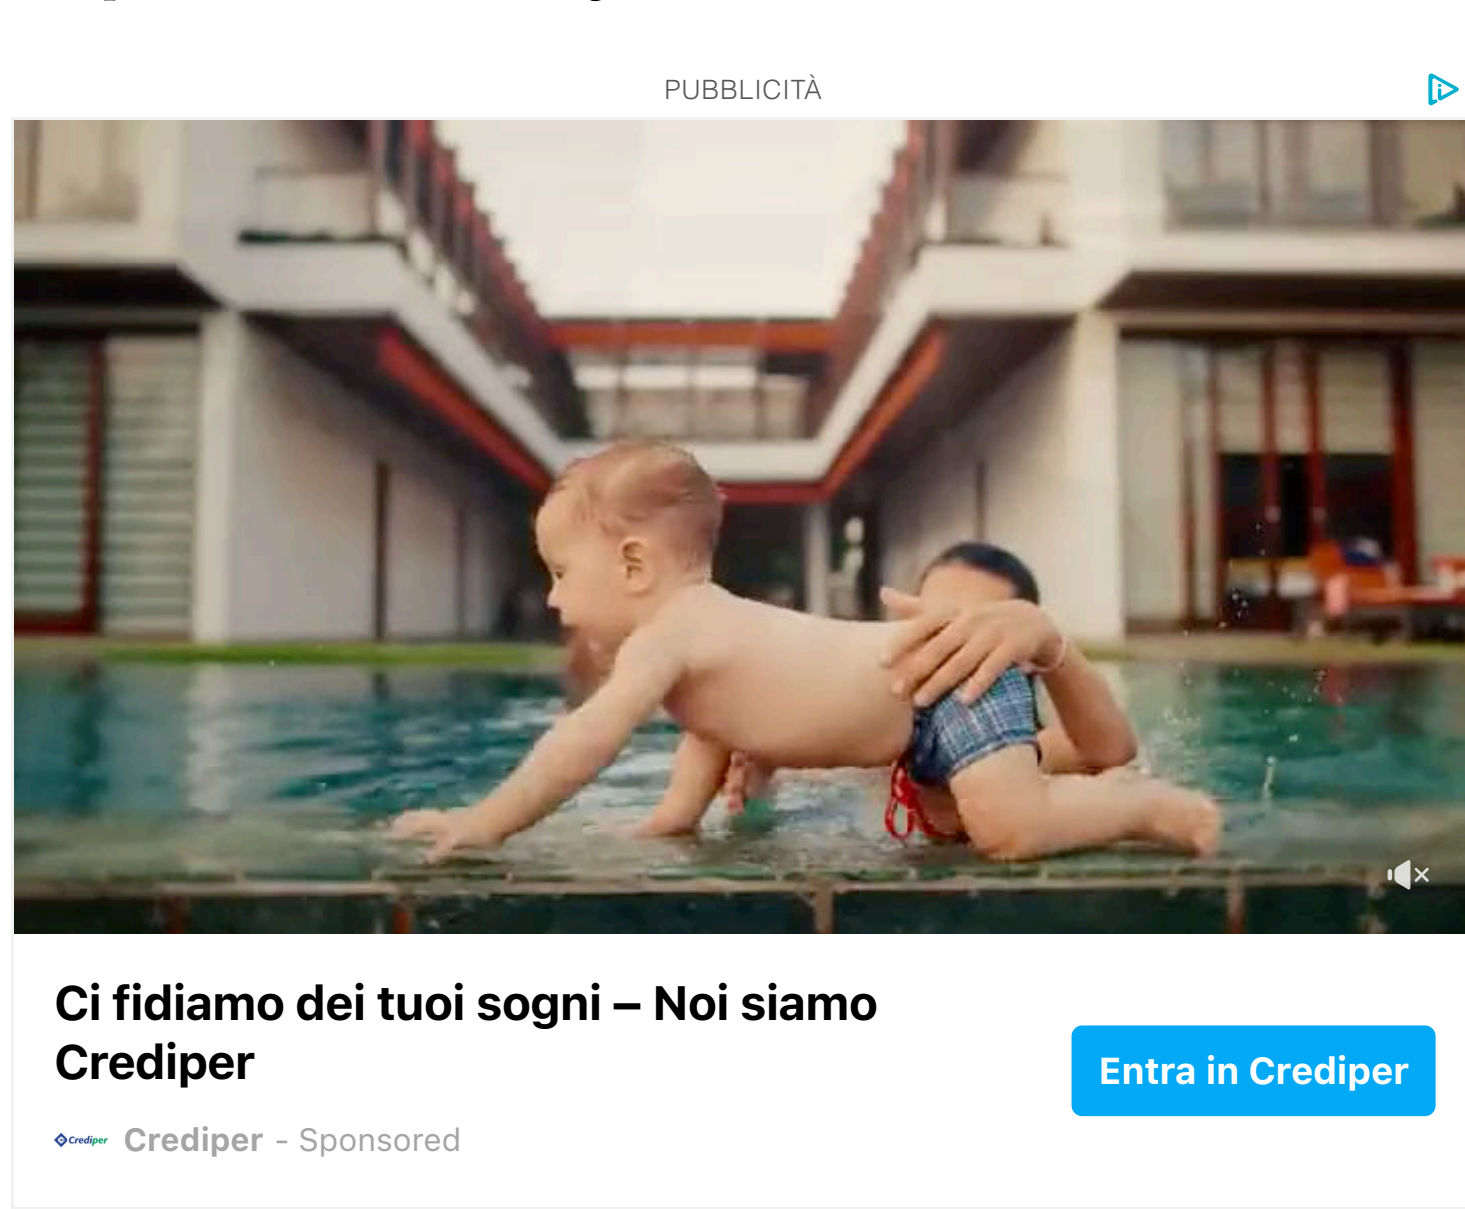 PUBBLICITÀ
Ci fidiamo dei tuoi sogni – Noi siamo
Crediper
Entra in Crediper
Crediper Crediper - Sponsored